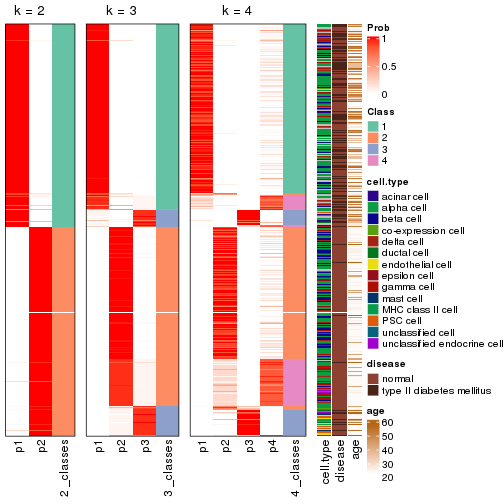 k = 2
k = 3
k = 4
p1
p2
2_classes
p1
p2
p3
3_classes
p1
p2
p3
p4
4_classes
cell.type
disease
age
Prob
1
0.5
0
Class
1
2
3
4
cell.type
acinar cell
alpha cell
beta cell
co-expression cell
delta cell
ductal cell
endothelial cell
epsilon cell
gamma cell
mast cell
MHC class II cell
PSC cell
unclassified cell
unclassified endocrine cell
disease
normal
type II diabetes mellitus
age
60
50
40
30
20